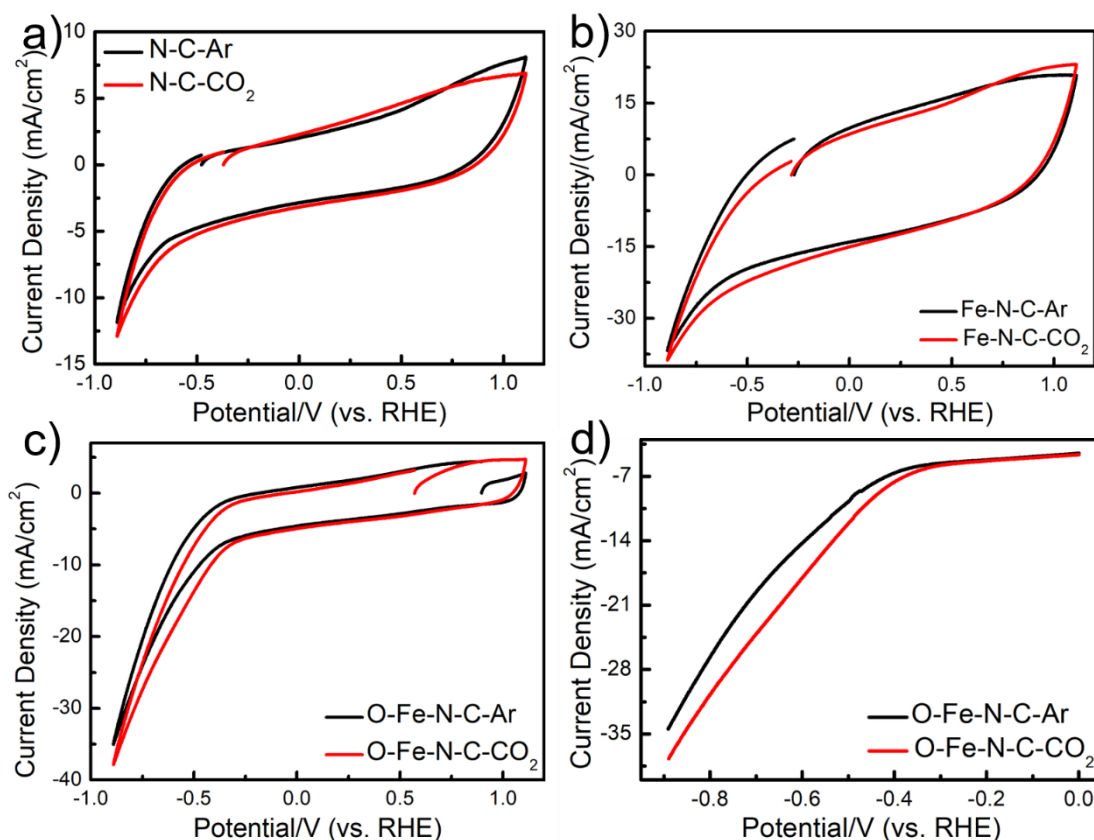 a)
N-C-Ar
N-C-CO2
Current Density (mA/cm2)
10
5
0
-5
-10
-15
-1.0 -0.5 0.0 0.5 1.0
Potential/V (vs. RHE)
b)
Fe-N-C-Ar
Fe-N-C-CO2
Current Density/(mA/cm2)
30
15
0
-15
-30
-1.0 -0.5 0.0 0.5 1.0
Potential/V (vs. RHE)
c)
O-Fe-N-C-Ar
O-Fe-N-C-CO2
Current Density (mA/cm2)
0
-10
-20
-30
-40
-1.0 -0.5 0.0 0.5 1.0
Potential/V (vs. RHE)
d)
O-Fe-N-C-Ar
O-Fe-N-C-CO2
Current Density (mA/cm2)
-7
-14
-21
-28
-35
-0.8 -0.6 -0.4 -0.2 0.0
Potential/V (vs. RHE)